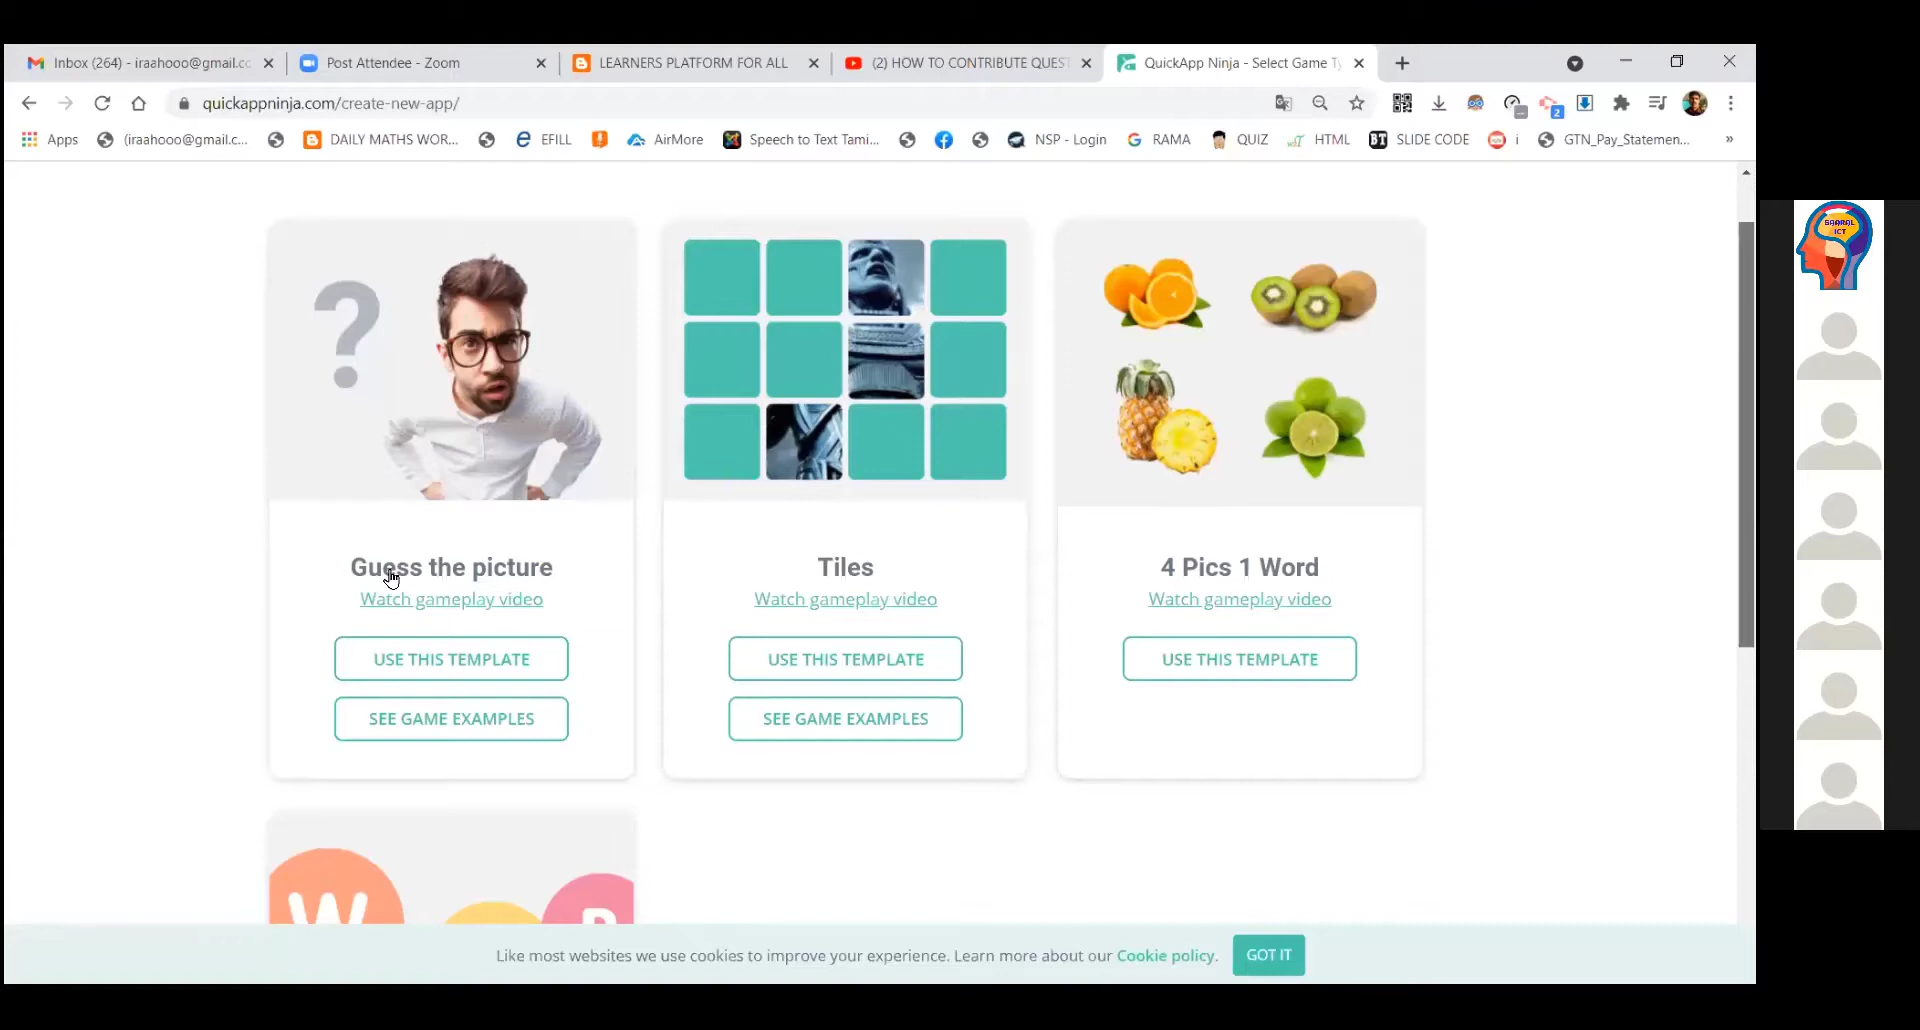 Inbox (264) - iraahooo@gmail.cc
Post Attendee - Zoom
LEARNERS PLATFORM FOR ALL
(2) HOW TO CONTRIBUTE QUEST
QuickApp Ninja - Select Game Ty
quickappninja.com/create-new-app/
2
Apps
(iraahooo@gmail.c...
DAILY MATHS WOR...
EFILL
AirMore
Speech to Text Tami...
NSP - Login
RAMA
QUIZ
HTML
SLIDE CODE
i
GTN_Pay_Statemen...
»
SAARAL
ICT
?
Guess the picture
Watch gameplay video
USE THIS TEMPLATE
SEE GAME EXAMPLES
Tiles
Watch gameplay video
USE THIS TEMPLATE
SEE GAME EXAMPLES
4 Pics 1 Word
Watch gameplay video
USE THIS TEMPLATE
W
Like most websites we use cookies to improve your experience. Learn more about our Cookie policy.
GOT IT